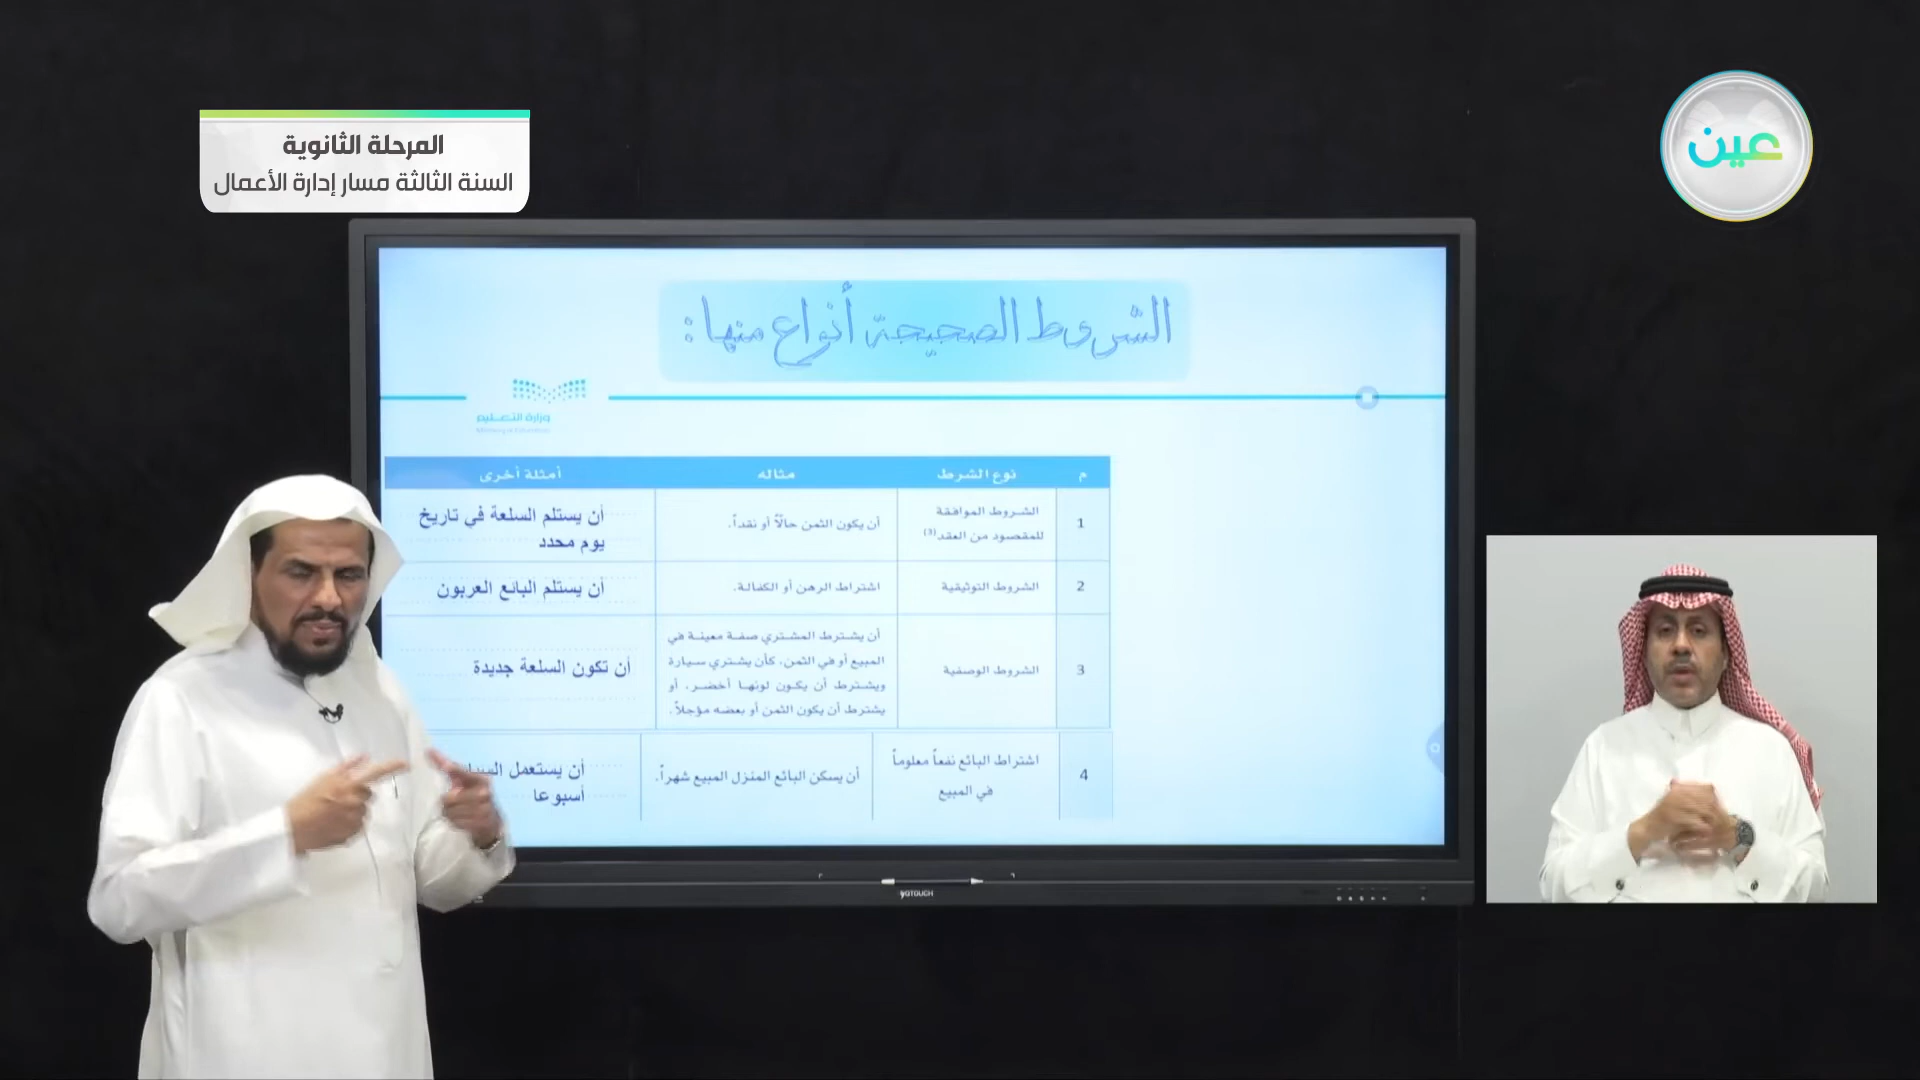 المرحلة الثانوية
السنة الثالثة مسار إدارة الأعمال
عين
الشروط الصحيحة أنواع منها:
وزارة التعليم
م نوع الشرط مثاله أمثلة أخرى
1
الشروط الموافقة
للمقصود من العقد(3)
أن يكون الثمن حالّاً أو نقداً.
أن يستلم السلعة في تاريخ
يوم محدد
2
الشروط التوثيقية
اشتراط الرهن أو الكفالة.
أن يستلم البائع العربون
3
الشروط الوصفية
أن يشترط المشتري صفة معينة في
المبيع أو في الثمن، كأن يشتري سيارة
ويشترط أن يكون لونها أخضر، أو
يشترط أن يكون الثمن أو بعضه مؤجلاً.
أن تكون السلعة جديدة
4
اشتراط البائع نفعاً معلوماً
في المبيع
أن يسكن البائع المنزل المبيع شهراً.
أن يستعمل
أسبوعا